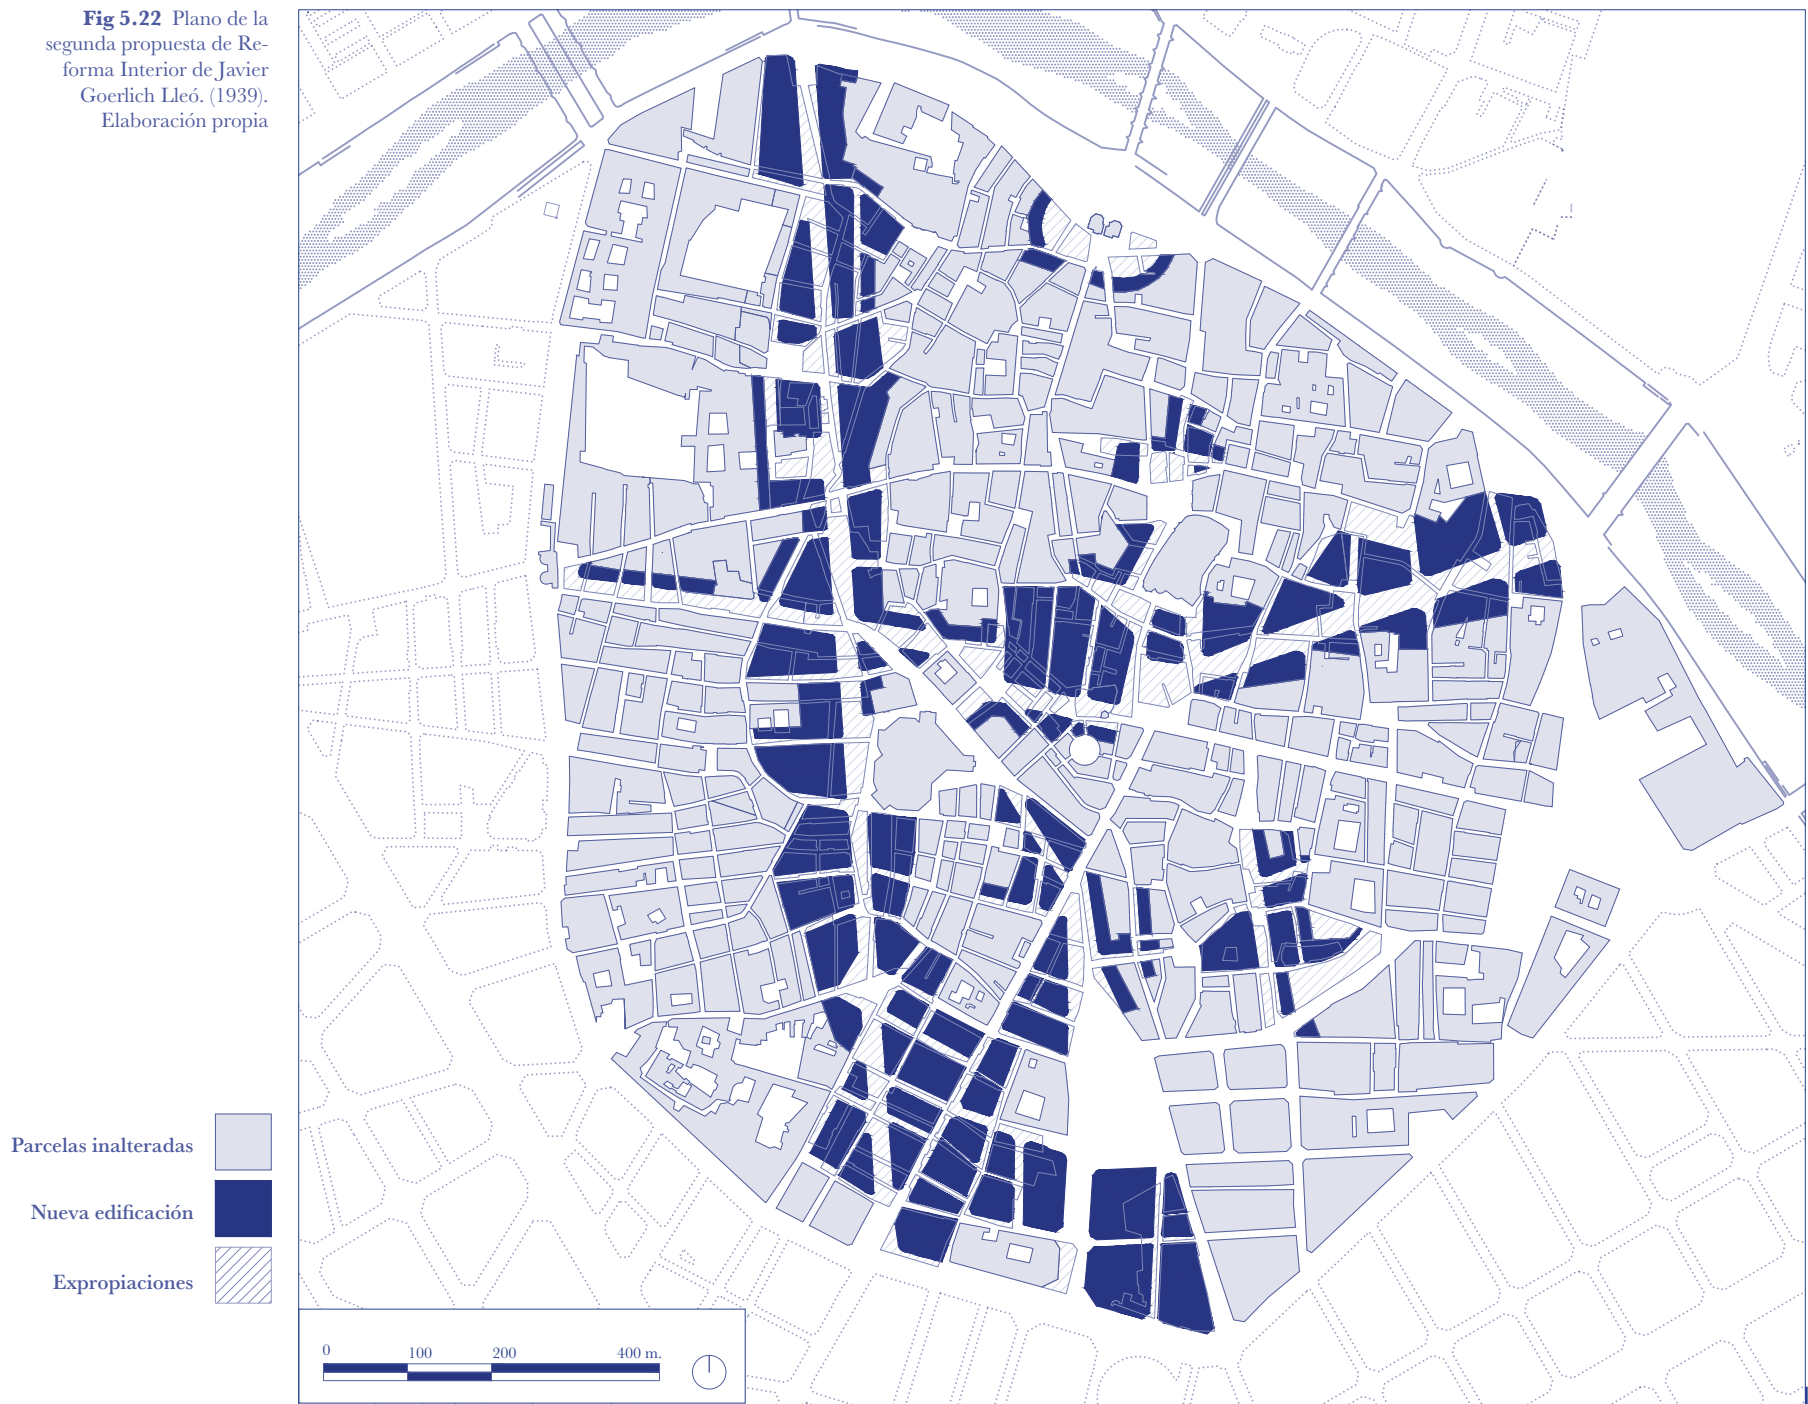 Fig 5.22 Plano de la
segunda propuesta de Re-
forma Interior de Javier
Goerlich Lleó. (1939).
Elaboración propia
Parcelas inalteradas
Nueva edificación
Expropiaciones
0 100 200 400 m.